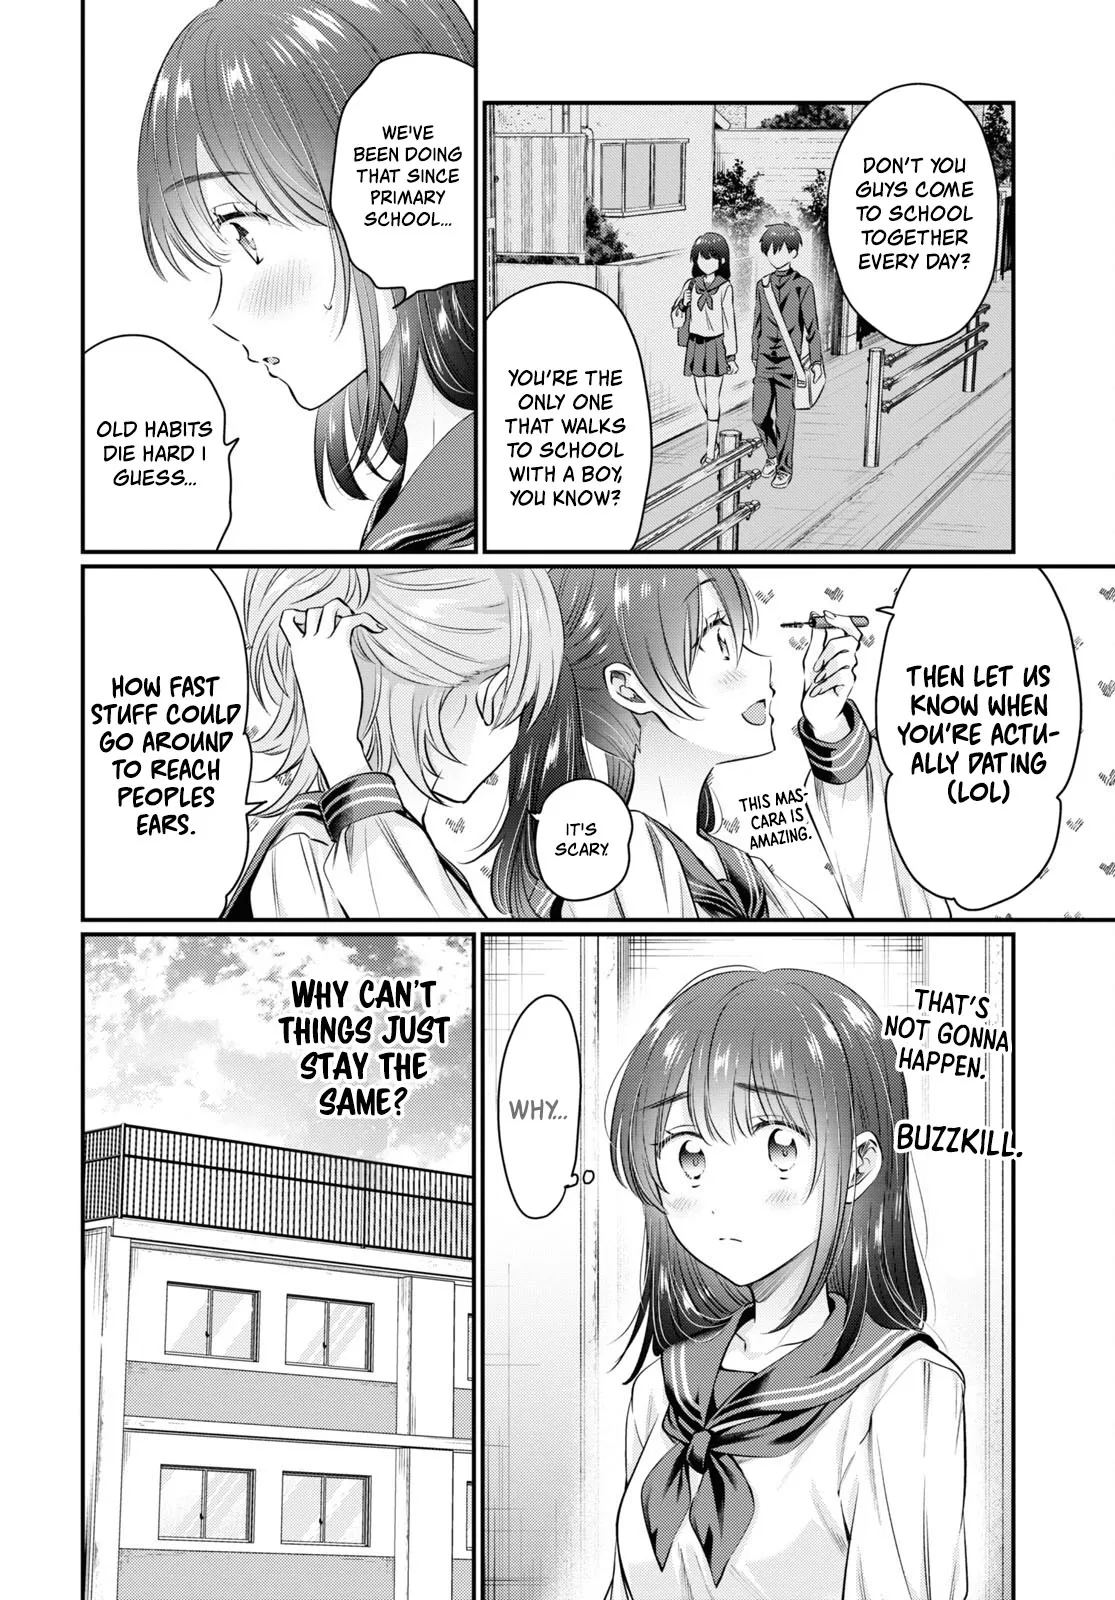 DON'T YOU
GUYS COME
TO SCHOOL
TOGETHER
EVERY DAY?
YOU'RE THE
ONLY ONE
THAT WALKS
TO SCHOOL
WITH A BOY,
YOU KNOW?
WE'VE
BEEN DOING
THAT SINCE
PRIMARY
SCHOOL...
OLD HABITS
DIE HARD I
GUESS...
THEN LET US
KNOW WHEN
YOU'RE ACTU-
ALLY DATING
(LOL)
THIS MAS-
CARA IS
AMAZING.
IT'S
SCARY.
HOW FAST
STUFF COULD
GO AROUND
TO REACH
PEOPLES
EARS.
THAT'S
NOT GONNA
HAPPEN.
BUZZKILL.
WHY...
WHY CAN'T
THINGS JUST
STAY THE
SAME?